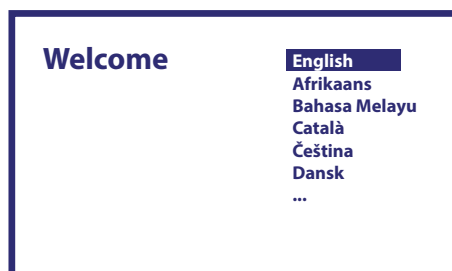 Welcome
English
Afrikaans
Bahasa Melayu
Català
Čeština
Dansk
...